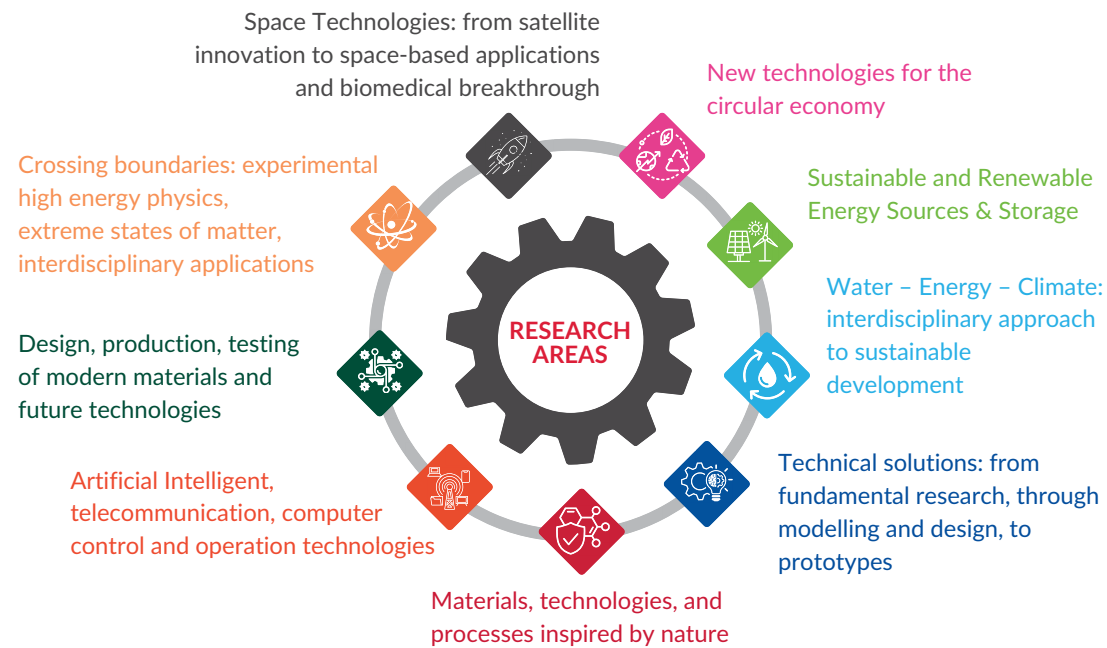 Space Technologies: from satellite
innovation to space-based applications
and biomedical breakthrough
New technologies for the
circular economy
Sustainable and Renewable
Energy Sources & Storage
Water – Energy – Climate:
interdisciplinary approach
to sustainable
development
Technical solutions: from
fundamental research, through
modelling and design, to
prototypes
Materials, technologies, and
processes inspired by nature
Artificial Intelligent,
telecommunication, computer
control and operation technologies
Design, production, testing
of modern materials and
future technologies
Crossing boundaries: experimental
high energy physics,
extreme states of matter,
interdisciplinary applications
RESEARCH
AREAS